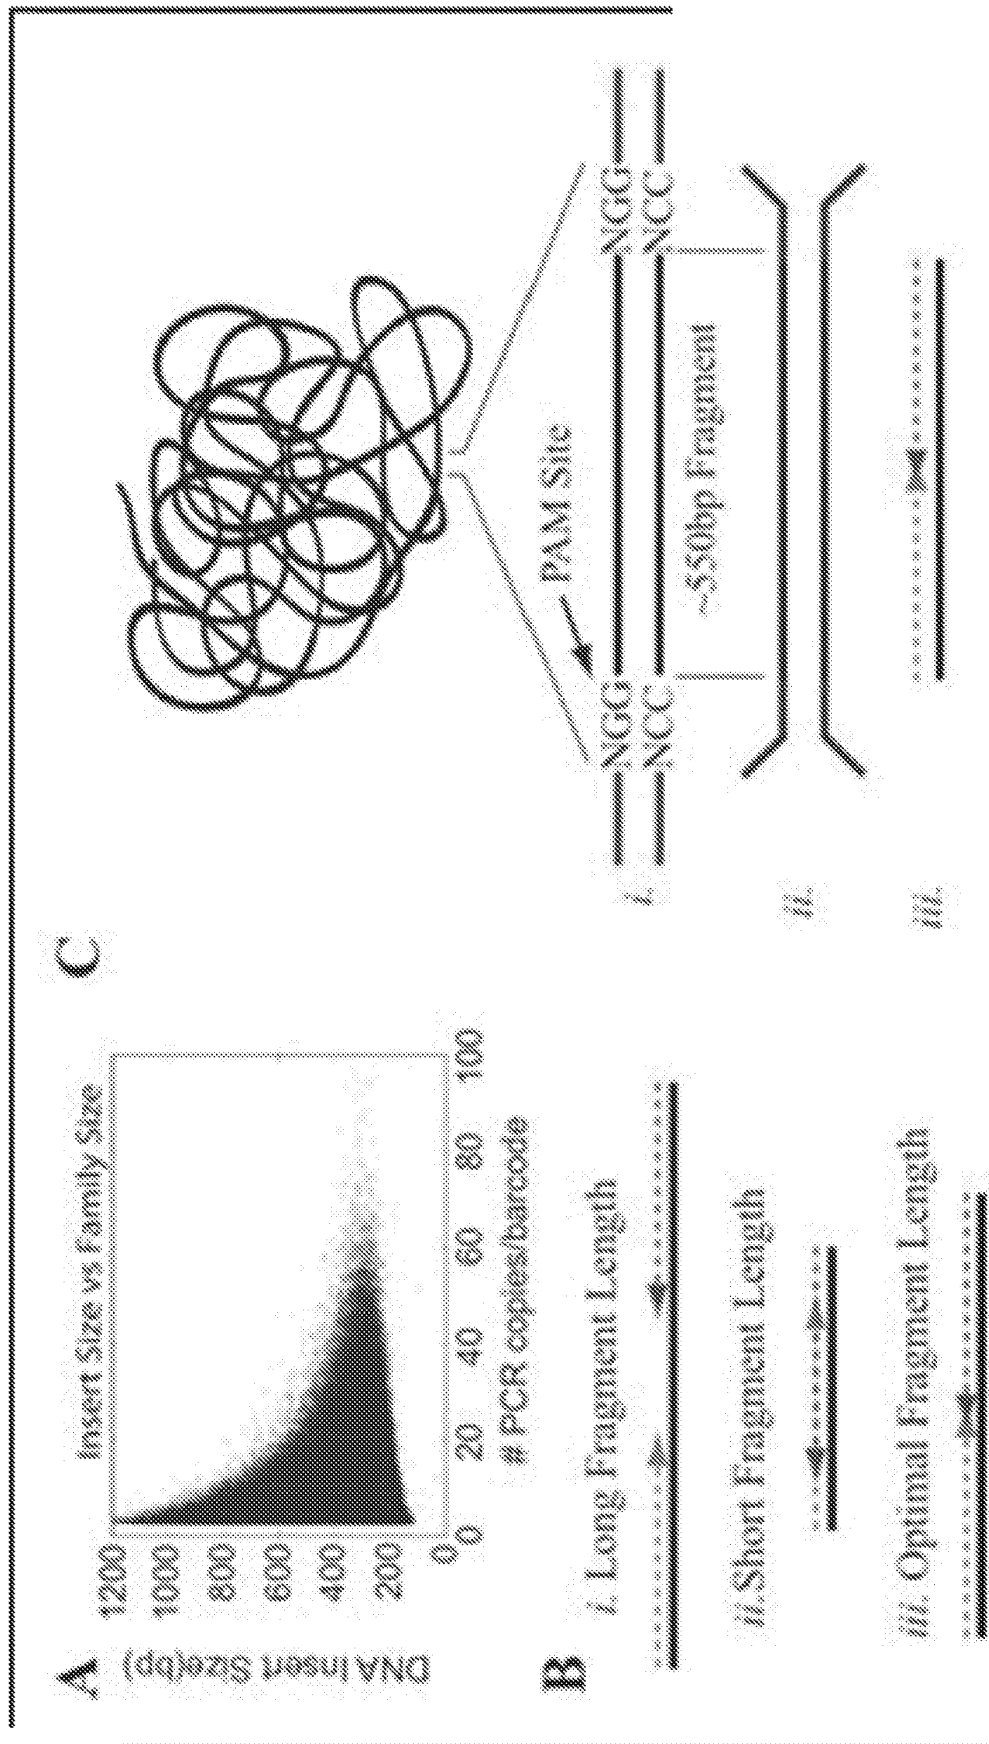 A
Insert Size vs Family Size
DNA Insert Size(bp)
1200
1000
800
600
400
200
0
0
20
40
60
80
100
# PCR copies/barcode
B
i. Long Fragment Length
ii.Short Fragment Length
iii. Optimal Fragment Length
C
PAM Site
i.
NGG
NGG
NCC
NCC
~550bp Fragment
ii.
iii.